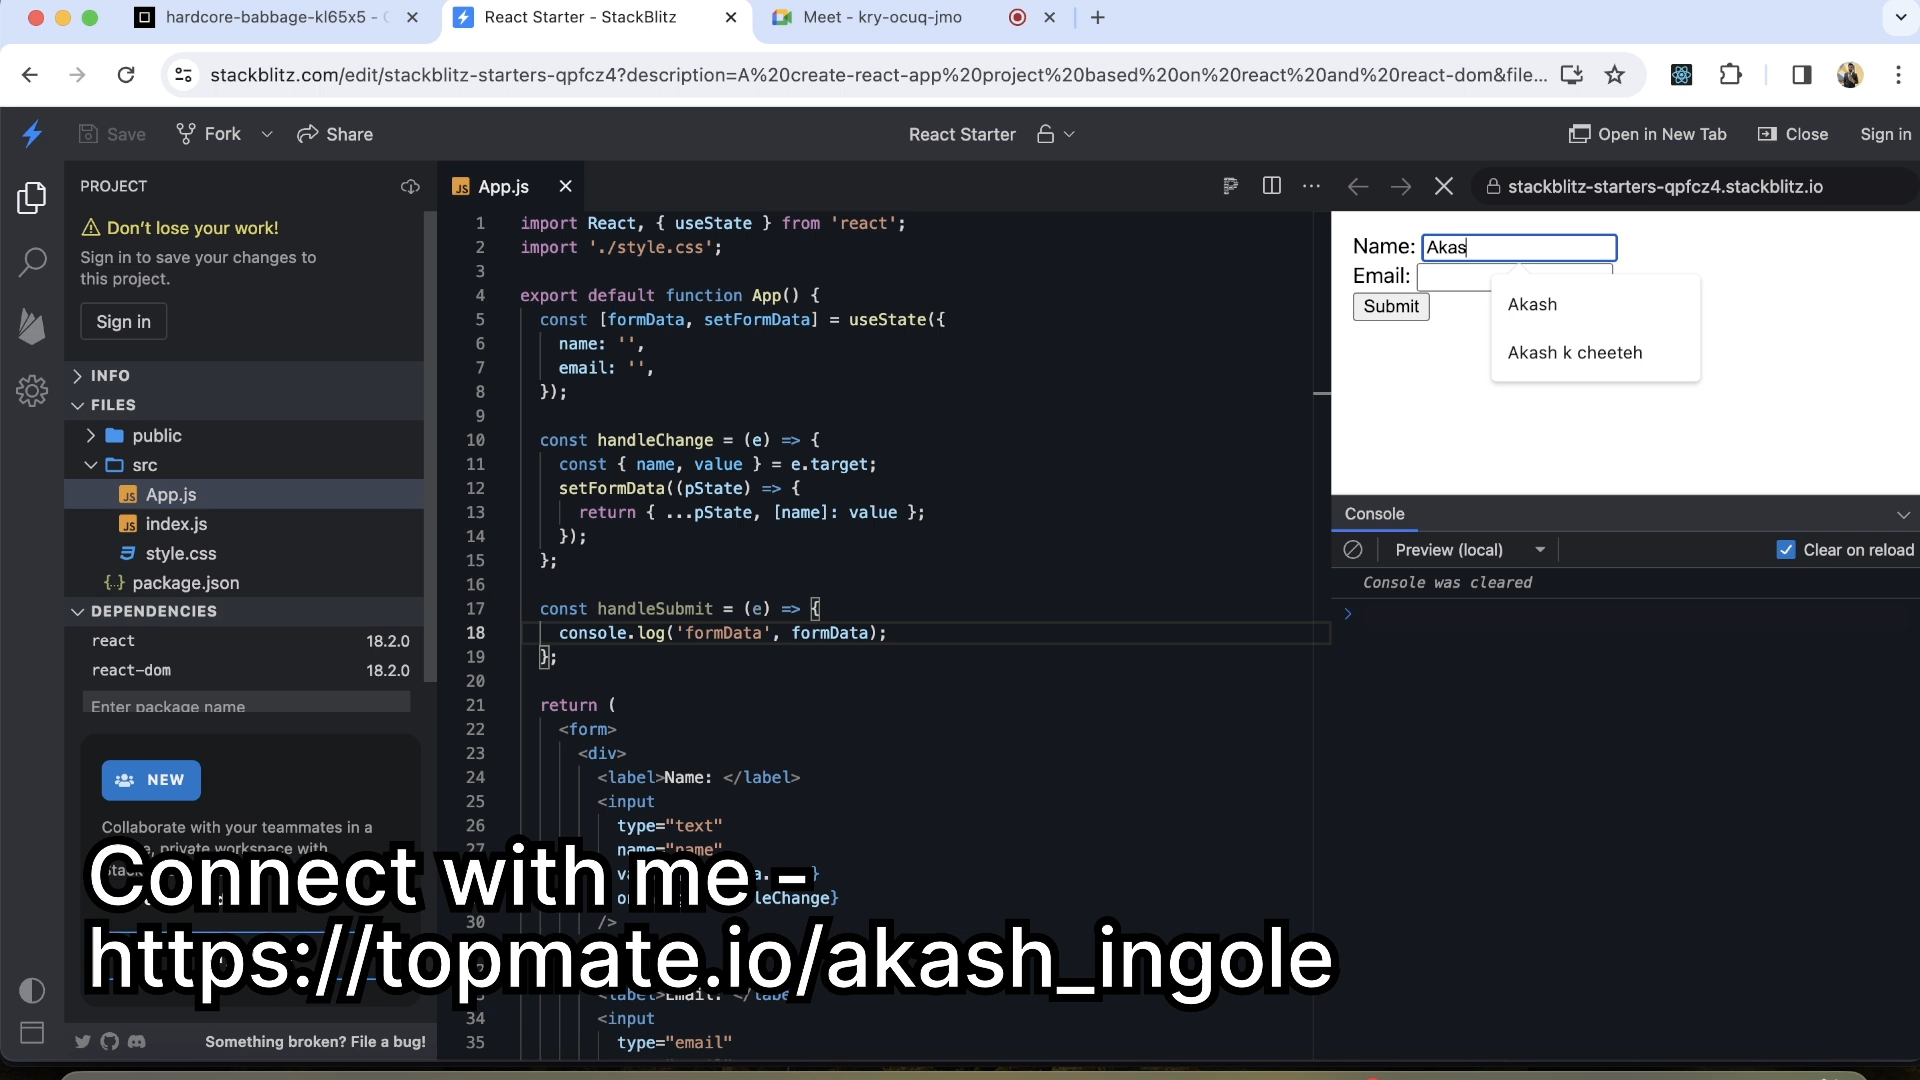 hardcore-babbage-kl65x5 -
React Starter - StackBlitz
Meet - kry-ocuq-jmo
stackblitz.com/edit/stackblitz-starters-qpfcz4?description=A%20create-react-app%20project%20based%20on%20react%20and%20react-dom&file...
Save
Fork
Share
React Starter
Open in New Tab
Close
Sign in
PROJECT
Don't lose your work!
Sign in to save your changes to
this project.
Sign in
INFO
FILES
public
src
App.js
index.js
style.css
package.json
DEPENDENCIES
react 18.2.0
react-dom 18.2.0
Enter package name
NEW
Collaborate with your teammates in a
private workspace with
Something broken? File a bug!
App.js
1 import React, { useState } from 'react';
2 import './style.css';
3
4 export default function App() {
5 const [formData, setFormData] = useState({
6 name: '',
7 email: '',
8 });
9
10 const handleChange = (e) => {
11 const { name, value } = e.target;
12 setFormData((pState) => {
13 return { ...pState, [name]: value };
14 });
15 };
16
17 const handleSubmit = (e) => {
18 console.log('formData', formData);
19 };
20
21 return (
22 <form>
23 <div>
24 <label>Name: </label>
25 <input
26 type="text"
27 name="name"
leChange}
30 />
<label>Email: </labe
34 <input
35 type="email"
Connect with me -
https://topmate.io/akash_ingole
stackblitz-starters-qpfcz4.stackblitz.io
Name: Akas
Email:
Submit
Akash
Akash k cheeteh
Console
Preview (local)
Clear on reload
Console was cleared